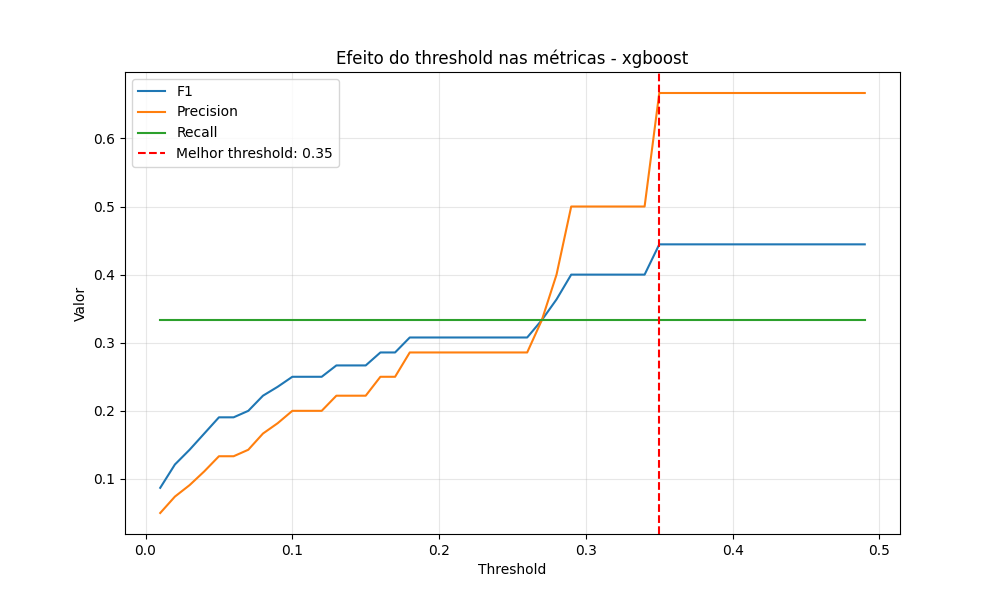 Efeito do threshold nas métricas - xgboost
F1
Precision
Recall
Melhor threshold: 0.35
Valor
0.6
0.5
0.4
0.3
0.2
0.1
0.0
0.1
0.2
0.3
0.4
0.5
Threshold